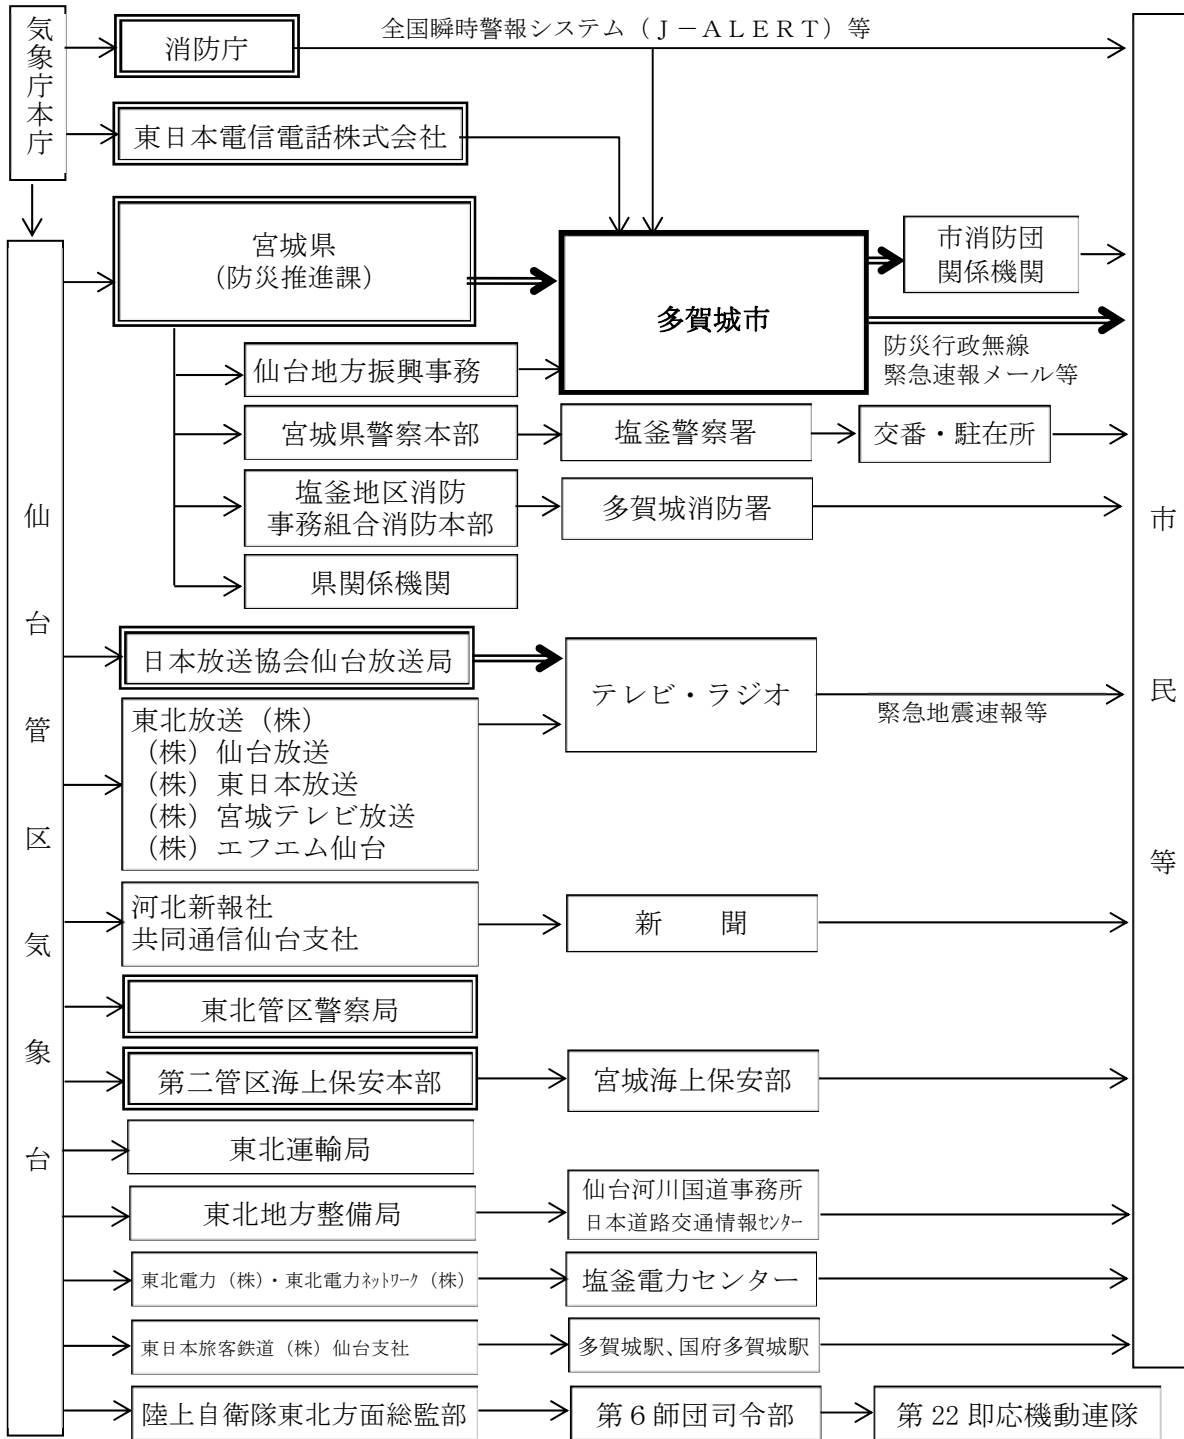 気象庁本庁
消防庁
全国瞬時警報システム（Ｊ－ＡＬＥＲＴ）等
東日本電信電話株式会社
宮城県
（防災推進課）
多賀城市
市消防団
関係機関
防災行政無線
緊急速報メール等
仙台地方振興事務
宮城県警察本部
塩釜警察署
交番・駐在所
塩釜地区消防
事務組合消防本部
多賀城消防署
県関係機関
仙台管区気象台
市民等
日本放送協会仙台放送局
テレビ・ラジオ
緊急地震速報等
東北放送（株）
（株）仙台放送
（株）東日本放送
（株）宮城テレビ放送
（株）エフエム仙台
河北新報社
共同通信仙台支社
新　　聞
東北管区警察局
第二管区海上保安本部
宮城海上保安部
東北運輸局
東北地方整備局
仙台河川国道事務所
日本道路交通情報ｾﾝﾀｰ
東北電力（株）・東北電力ﾈｯﾄﾜｰｸ（株）
塩釜電力センター
東日本旅客鉄道（株）仙台支社
多賀城駅、国府多賀城駅
陸上自衛隊東北方面総監部
第６師団司令部
第 22 即応機動連隊